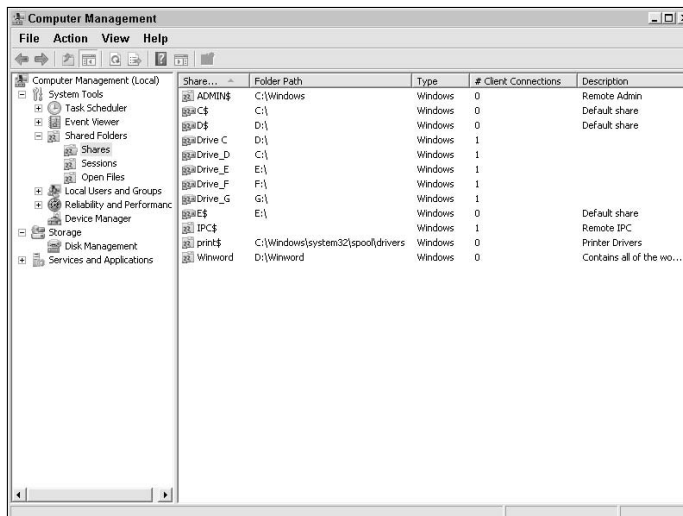 Computer Management
File Action View Help
Computer Management (Local)
System Tools
Task Scheduler
Event Viewer
Shared Folders
Shares
Sessions
Open Files
Local Users and Groups
Reliability and Performanc
Device Manager
Storage
Disk Management
Services and Applications
Share... Folder Path Type # Client Connections Description
ADMIN$ C:\Windows Windows 0 Remote Admin
C$ C:\ Windows 0 Default share
D$ D:\ Windows 0 Default share
Drive C D:\ Windows 1
Drive_D C:\ Windows 1
Drive_E E:\ Windows 1
Drive_F F:\ Windows 1
Drive_G G:\ Windows 1
E$ E:\ Windows 0 Default share
IPC$ Windows 1 Remote IPC
print$ C:\Windows\system32\spool\drivers Windows 0 Printer Drivers
Winword D:\Winword Windows 0 Contains all of the wo...